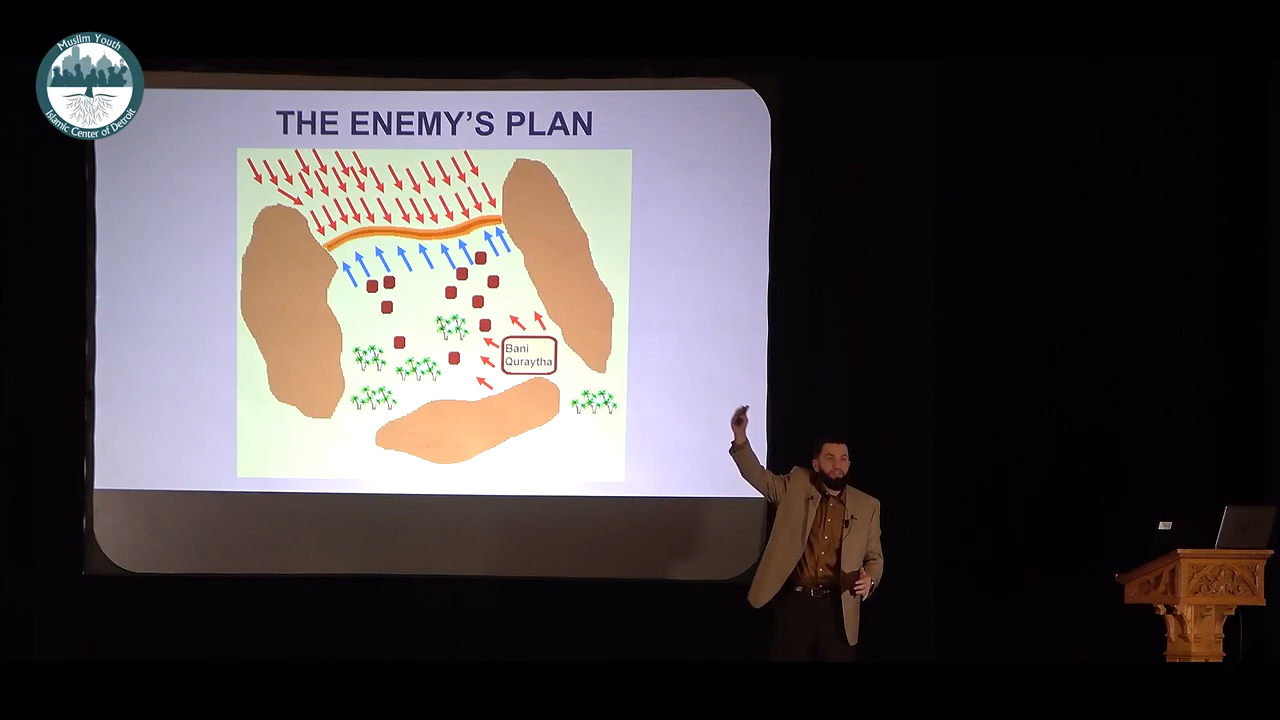 Muslim Youth
Islamic Center of Detroit
THE ENEMY'S PLAN
Bani
Quraytha